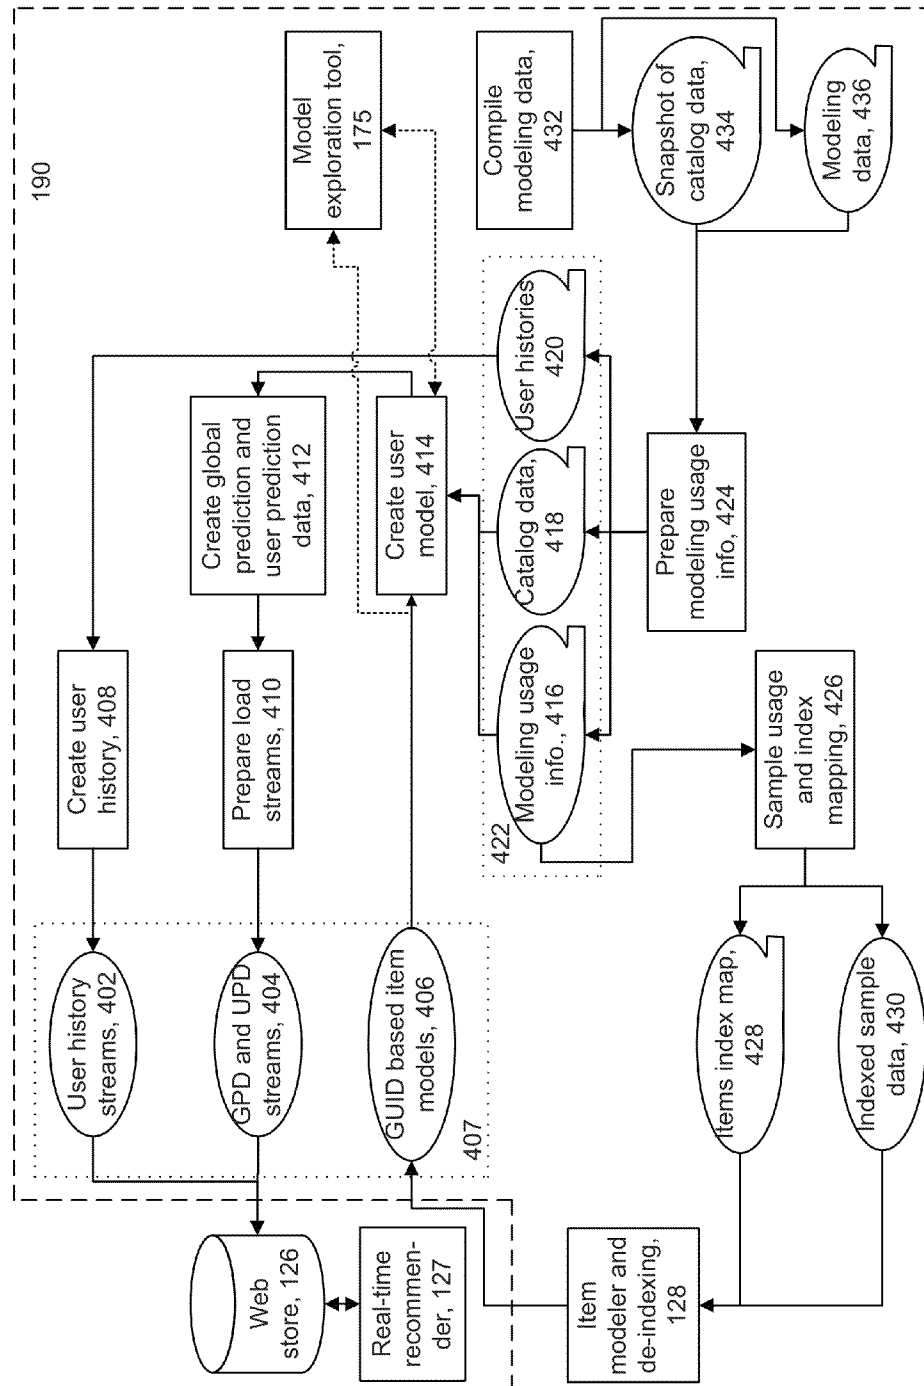 190
Web
store, 126
Real-time
recommen-
der, 127
User history
streams, 402
GPD and UPD
streams, 404
GUID based item
models, 406
407
Create user
history, 408
Prepare load
streams, 410
Create global
prediction and
user prediction
data, 412
Create user
model, 414
Model
exploration tool,
175
422
Modeling usage
info., 416
Catalog data,
418
User histories
420
Compile
modeling data,
432
Snapshot of
catalog data,
434
Modeling
data, 436
Prepare
modeling usage
info, 424
Sample usage
and index
mapping, 426
Items index map,
428
Indexed sample
data, 430
Item
modeler and
de-indexing,
128